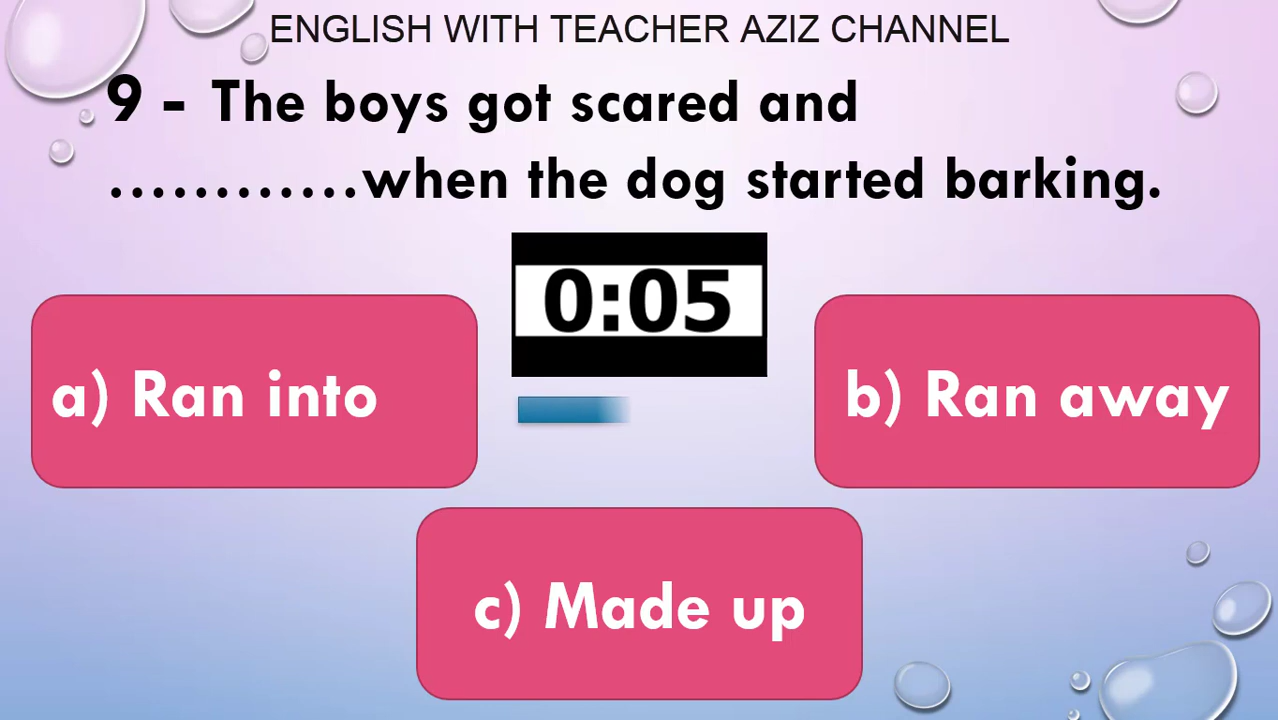 ENGLISH WITH TEACHER AZIZ CHANNEL
9 - The boys got scared and
…………when the dog started barking.
0:05
a) Ran into
b) Ran away
c) Made up